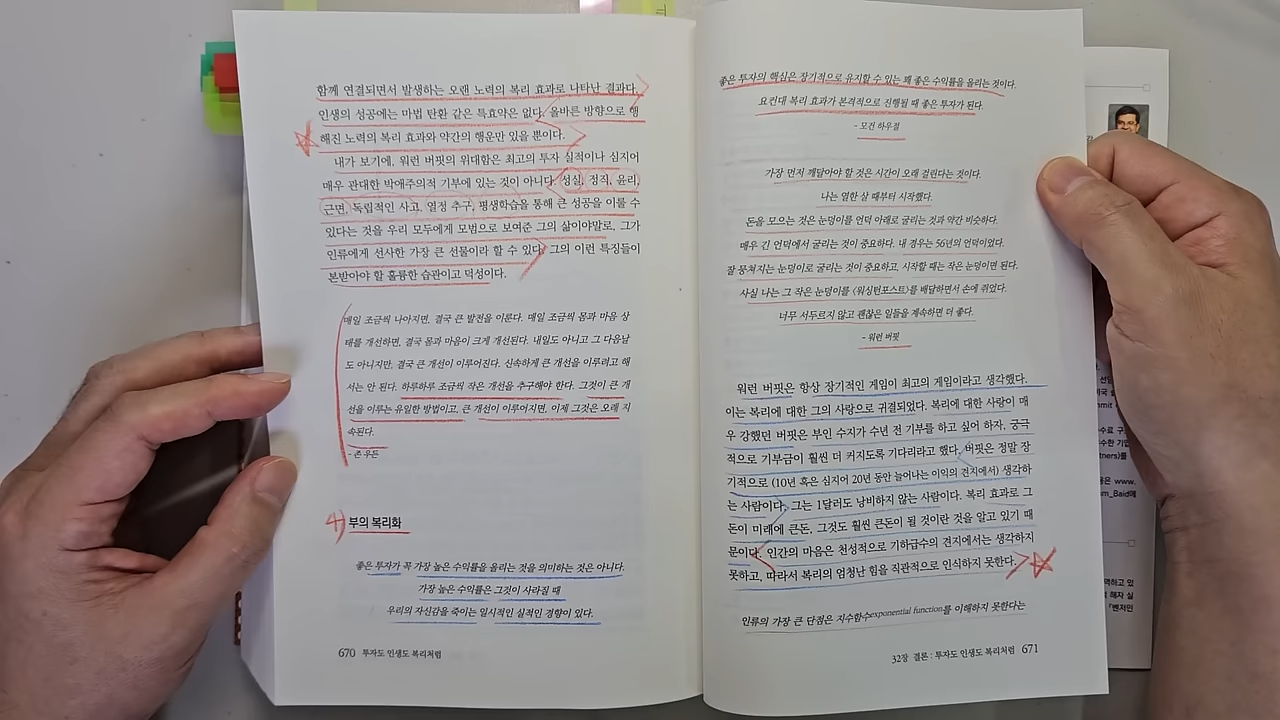 함께 연결되면서 발생하는 오랜 노력의 복리 효과로 나타난 결과다.
인생의 성공에는 마법 탄환 같은 특효약은 없다. 올바른 방향으로 행
해진 노력의 복리 효과와 약간의 행운만 있을 뿐이다.
내가 보기에, 워런 버핏의 위대함은 최고의 투자 실적이나 심지어
매우 관대한 박애주의적 기부에 있는 것이 아니다. 성실, 정직, 윤리,
근면, 독립적인 사고, 열정 추구, 평생학습을 통해 큰 성공을 이룰 수
있다는 것을 우리 모두에게 모범으로 보여준 그의 삶이야말로, 그가
인류에게 선사한 가장 큰 선물이라 할 수 있다. 그의 이런 특징들이
본받아야 할 훌륭한 습관이고 덕성이다.
매일 조금씩 나아지면, 결국 큰 발전을 이룬다. 매일 조금씩 몸과 마음 상
태를 개선하면, 결국 몸과 마음이 크게 개선된다. 내일도 아니고 그 다음날
도 아니지만, 결국 큰 개선이 이루어진다. 신속하게 큰 개선을 이루려고 해
서는 안 된다. 하루하루 조금씩 작은 개선을 추구해야 한다. 그것이 큰 개
선을 이루는 유일한 방법이고, 큰 개선이 이루어지면, 이제 그것은 오래 지
속된다.
- 존 우든
4) 부의 복리화
좋은 투자가 꼭 가장 높은 수익률을 올리는 것을 의미하는 것은 아니다.
가장 높은 수익률은 그것이 사라질 때
우리의 자신감을 죽이는 일시적인 실적인 경향이 있다.
670 투자도 인생도 복리처럼
좋은 투자의 핵심은 장기적으로 유지할 수 있는 꽤 좋은 수익률을 올리는 것이다.
요컨대 복리 효과가 본격적으로 진행될 때 좋은 투자가 된다.
- 모건 하우절
가장 먼저 깨달아야 할 것은 시간이 오래 걸린다는 것이다.
나는 열한 살 때부터 시작했다.
돈을 모으는 것은 눈덩이를 언덕 아래로 굴리는 것과 약간 비슷하다.
매우 긴 언덕에서 굴리는 것이 중요하다. 내 경우는 56년의 언덕이었다.
잘 뭉쳐지는 눈덩이로 굴리는 것이 중요하고, 시작할 때는 작은 눈덩이면 된다.
사실 나는 그 작은 눈덩이를 〈워싱턴포스트〉를 배달하면서 손에 쥐었다.
너무 서두르지 않고 괜찮은 일들을 계속하면 더 좋다.
- 워런 버핏
워런 버핏은 항상 장기적인 게임이 최고의 게임이라고 생각했다.
이는 복리에 대한 그의 사랑으로 귀결되었다. 복리에 대한 사랑이 매
우 강했던 버핏은 부인 수지가 수년 전 기부를 하고 싶어 하자, 궁극
적으로 기부금이 훨씬 더 커지도록 기다리라고 했다. 버핏은 정말 장
기적으로 (10년 혹은 심지어 20년 동안 늘어나는 이익의 견지에서) 생각하
는 사람이다. 그는 1달러도 낭비하지 않는 사람이다. 복리 효과로 그
돈이 미래에 큰돈, 그것도 훨씬 큰돈이 될 것이란 것을 알고 있기 때
문이다. 인간의 마음은 천성적으로 기하급수의 견지에서는 생각하지
못하고, 따라서 복리의 엄청난 힘을 직관적으로 인식하지 못한다.
인류의 가장 큰 단점은 지수함수exponential function를 이해하지 못한다는
32장 결론 : 투자도 인생도 복리처럼 671